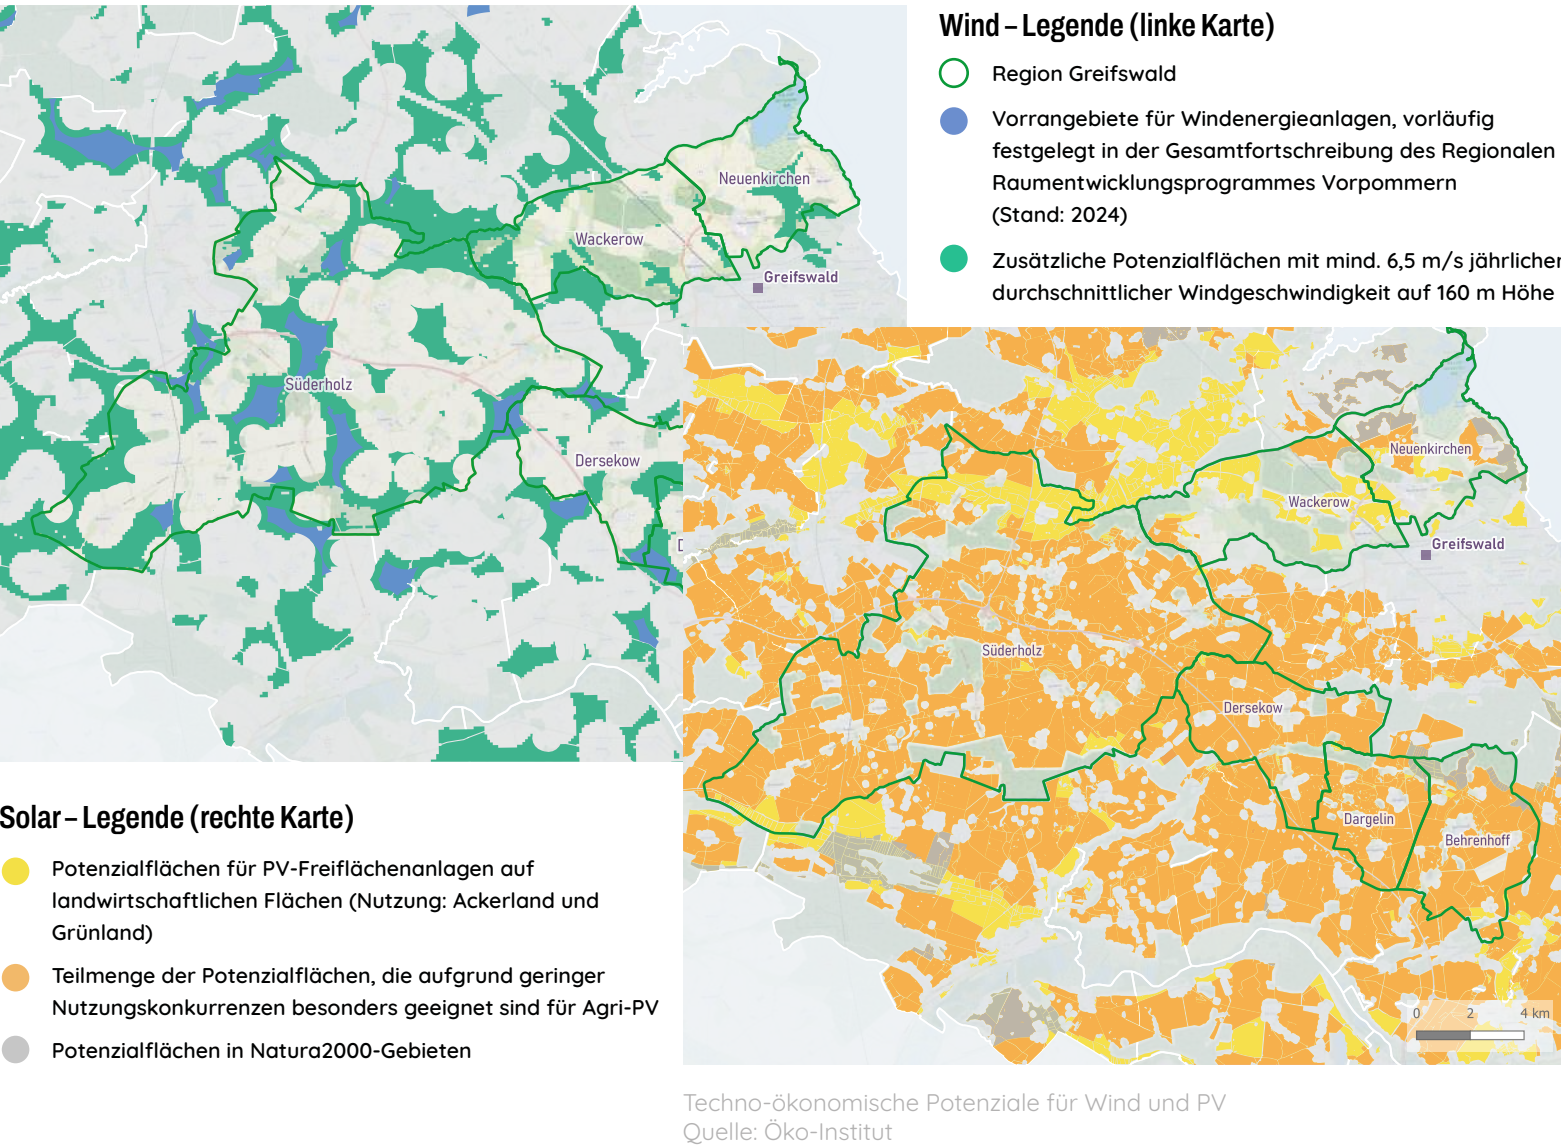 Wind – Legende (linke Karte)
Region Greifswald
Vorrangebiete für Windenergieanlagen, vorläufig
festgelegt in der Gesamtfortschreibung des Regionalen
Raumentwicklungsprogrammes Vorpommern
(Stand: 2024)
Zusätzliche Potenzialflächen mit mind. 6,5 m/s jährlicher
durchschnittlicher Windgeschwindigkeit auf 160 m Höhe
Neuenkirchen
Wackerow
Greifswald
Süderholz
Dersekow
D
Neuenkirchen
Wackerow
Greifswald
Süderholz
Dersekow
Dargelin
Behrenhoff
0 2 4 km
Solar – Legende (rechte Karte)
Potenzialflächen für PV-Freiflächenanlagen auf
landwirtschaftlichen Flächen (Nutzung: Ackerland und
Grünland)
Teilmenge der Potenzialflächen, die aufgrund geringer
Nutzungskonkurrenzen besonders geeignet sind für Agri-PV
Potenzialflächen in Natura2000-Gebieten
Techno-ökonomische Potenziale für Wind und PV
Quelle: Öko-Institut